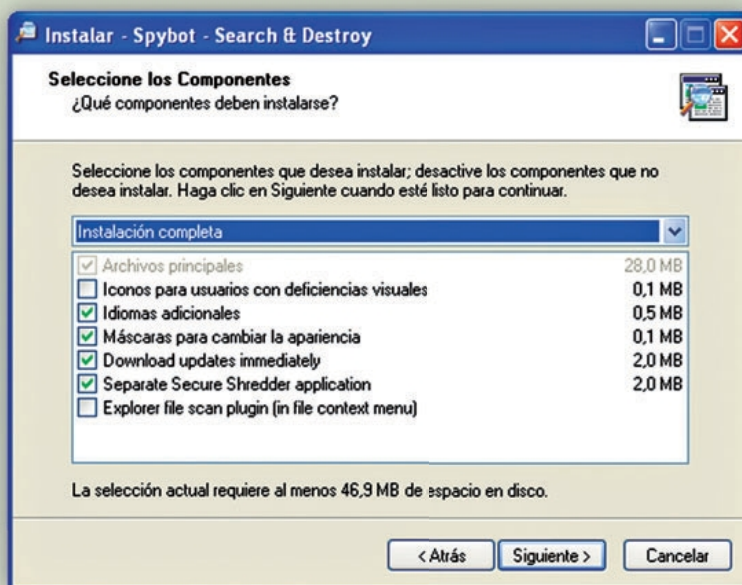 Instalar - Spybot - Search & Destroy
Seleccione los Componentes
¿Qué componentes deben instalarse?
Seleccione los componentes que desea instalar; desactive los componentes que no
desea instalar. Haga clic en Siguiente cuando esté listo para continuar.
Instalación completa
Archivos principales 28,0 MB
Iconos para usuarios con deficiencias visuales 0,1 MB
Idiomas adicionales 0,5 MB
Máscaras para cambiar la apariencia 0,1 MB
Download updates immediately 2,0 MB
Separate Secure Shredder application 2,0 MB
Explorer file scan plugin (in file context menu)
La selección actual requiere al menos 46,9 MB de espacio en disco.
< Atrás Siguiente > Cancelar